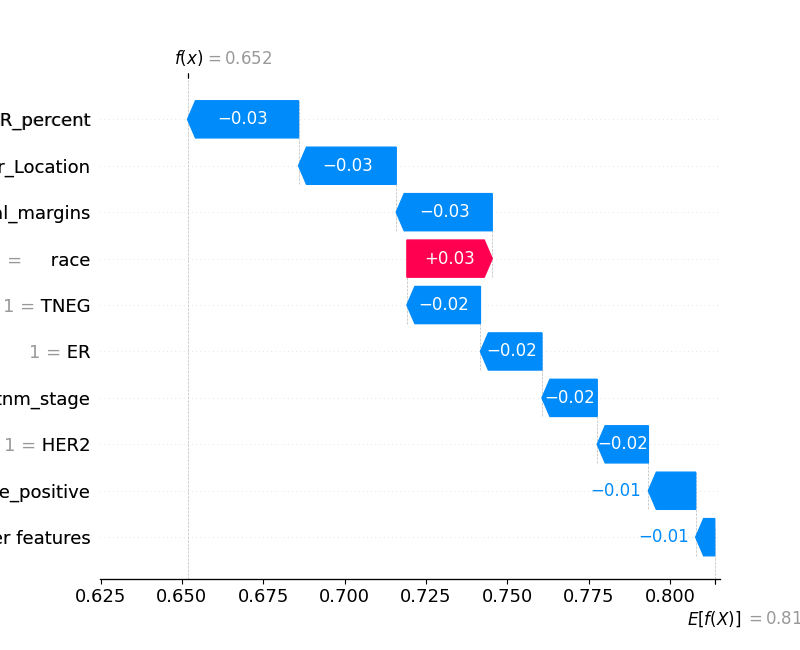 f(x) = 0.652
R_percent
−0.03
r_Location
−0.03
al_margins
−0.03
= race
+0.03
1 = TNEG
−0.02
1 = ER
−0.02
tnm_stage
−0.02
1 = HER2
−0.02
e_positive
−0.01
er features
−0.01
0.625 0.650 0.675 0.700 0.725 0.750 0.775 0.800
E[f(X)] = 0.81